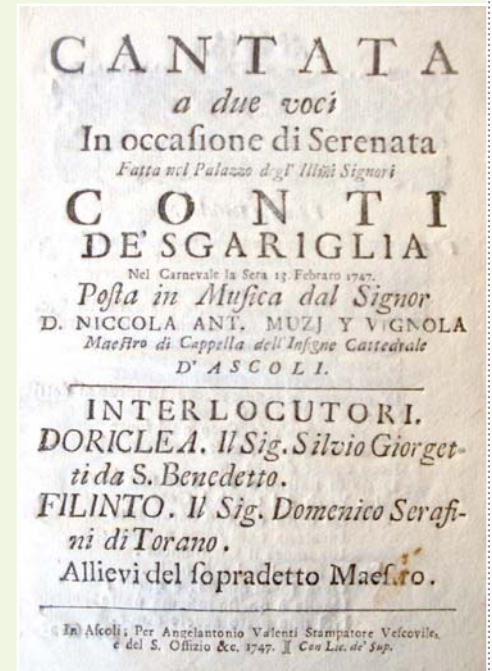 CANTATA
a due voci
In occasione di Serenata
Fatta nel Palazzo degl' Illm̃i Signori
CONTI
DE' SGARIGLIA
Nel Carnevale la Sera 13. Febraro 1747.
Posta in Musica dal Signor
D. NICCOLA ANT. MUZJ Y VIGNOLA
Maestro di Cappella dell'Insigne Cattedrale
D' ASCOLI.
INTERLOCUTORI.
DORICLEA. Il Sig. Silvio Giorget-
ti da S. Benedetto.
FILINTO. Il Sig. Domenico Serafi-
ni di Torano.
Allievi del sopradetto Maestro.
In Ascoli; Per Angelantonio Valenti Stampatore Vescovile,
e del S. Offizio &c. 1747. )( Con Lic. de' Sup.